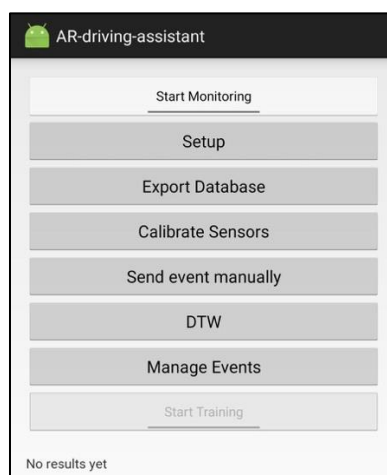 AR-driving-assistant
Start Monitoring
Setup
Export Database
Calibrate Sensors
Send event manually
DTW
Manage Events
Start Training
No results yet